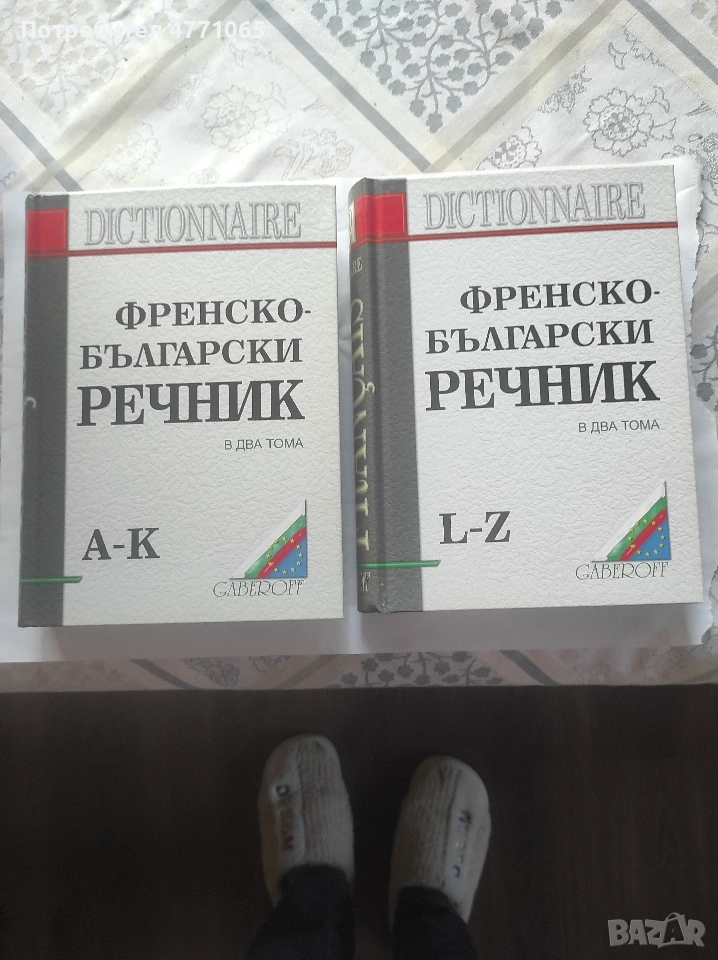 Потребител 4771065
DICTIONNAIRE
ФРЕНСКО-
БЪЛГАРСКИ
РЕЧНИК
В ДВА ТОМА
A-K
GABEROFF
DICTIONNAIRE
ФРЕНСКО-
БЪЛГАРСКИ
РЕЧНИК
В ДВА ТОМА
L-Z
GABEROFF
BAZAR